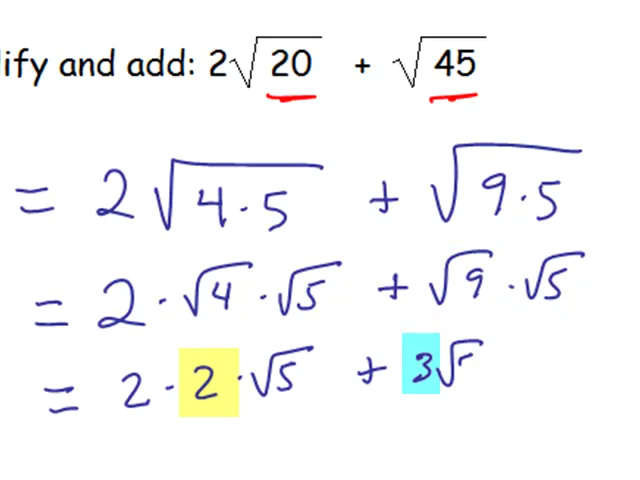 lify and add: 2√20 + √45
= 2√4·5 + √9·5
= 2·√4·√5 + √9·√5
= 2·2·√5 + 3√